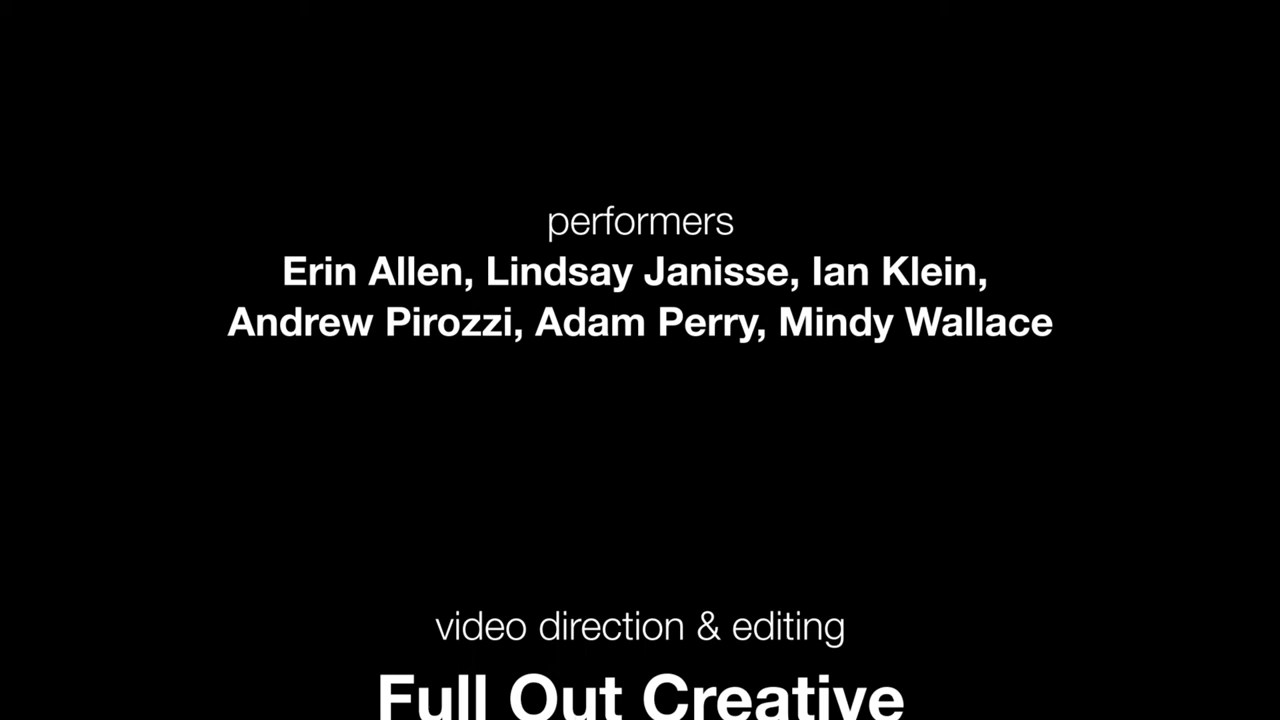 performers
Erin Allen, Lindsay Janisse, Ian Klein,
Andrew Pirozzi, Adam Perry, Mindy Wallace
video direction & editing
Full Out Creative